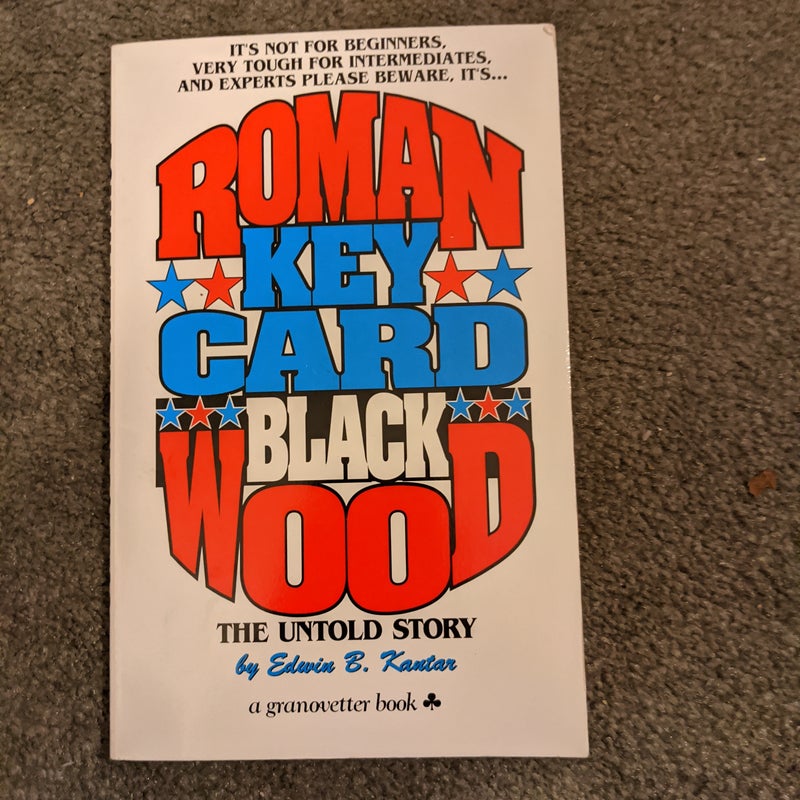 IT'S NOT FOR BEGINNERS,
VERY TOUGH FOR INTERMEDIATES,
AND EXPERTS PLEASE BEWARE, IT'S...
ROMAN
KEY
CARD
BLACK
WOOD
THE UNTOLD STORY
by Edwin B. Kantar
a granovetter book ♣